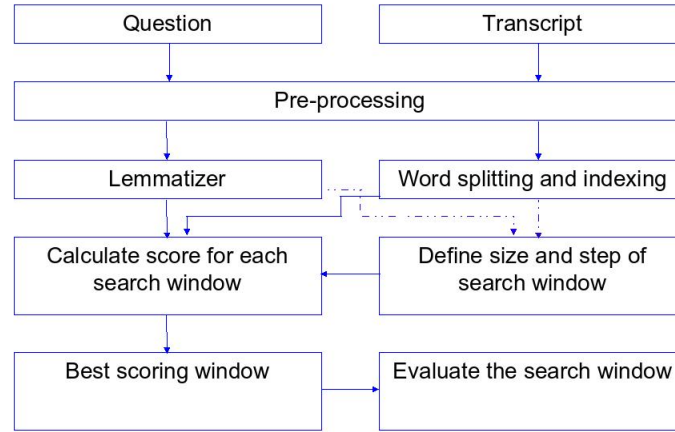 Question
Transcript
Pre-processing
Lemmatizer
Word splitting and indexing
Calculate score for each
search window
Define size and step of
search window
Best scoring window
Evaluate the search window